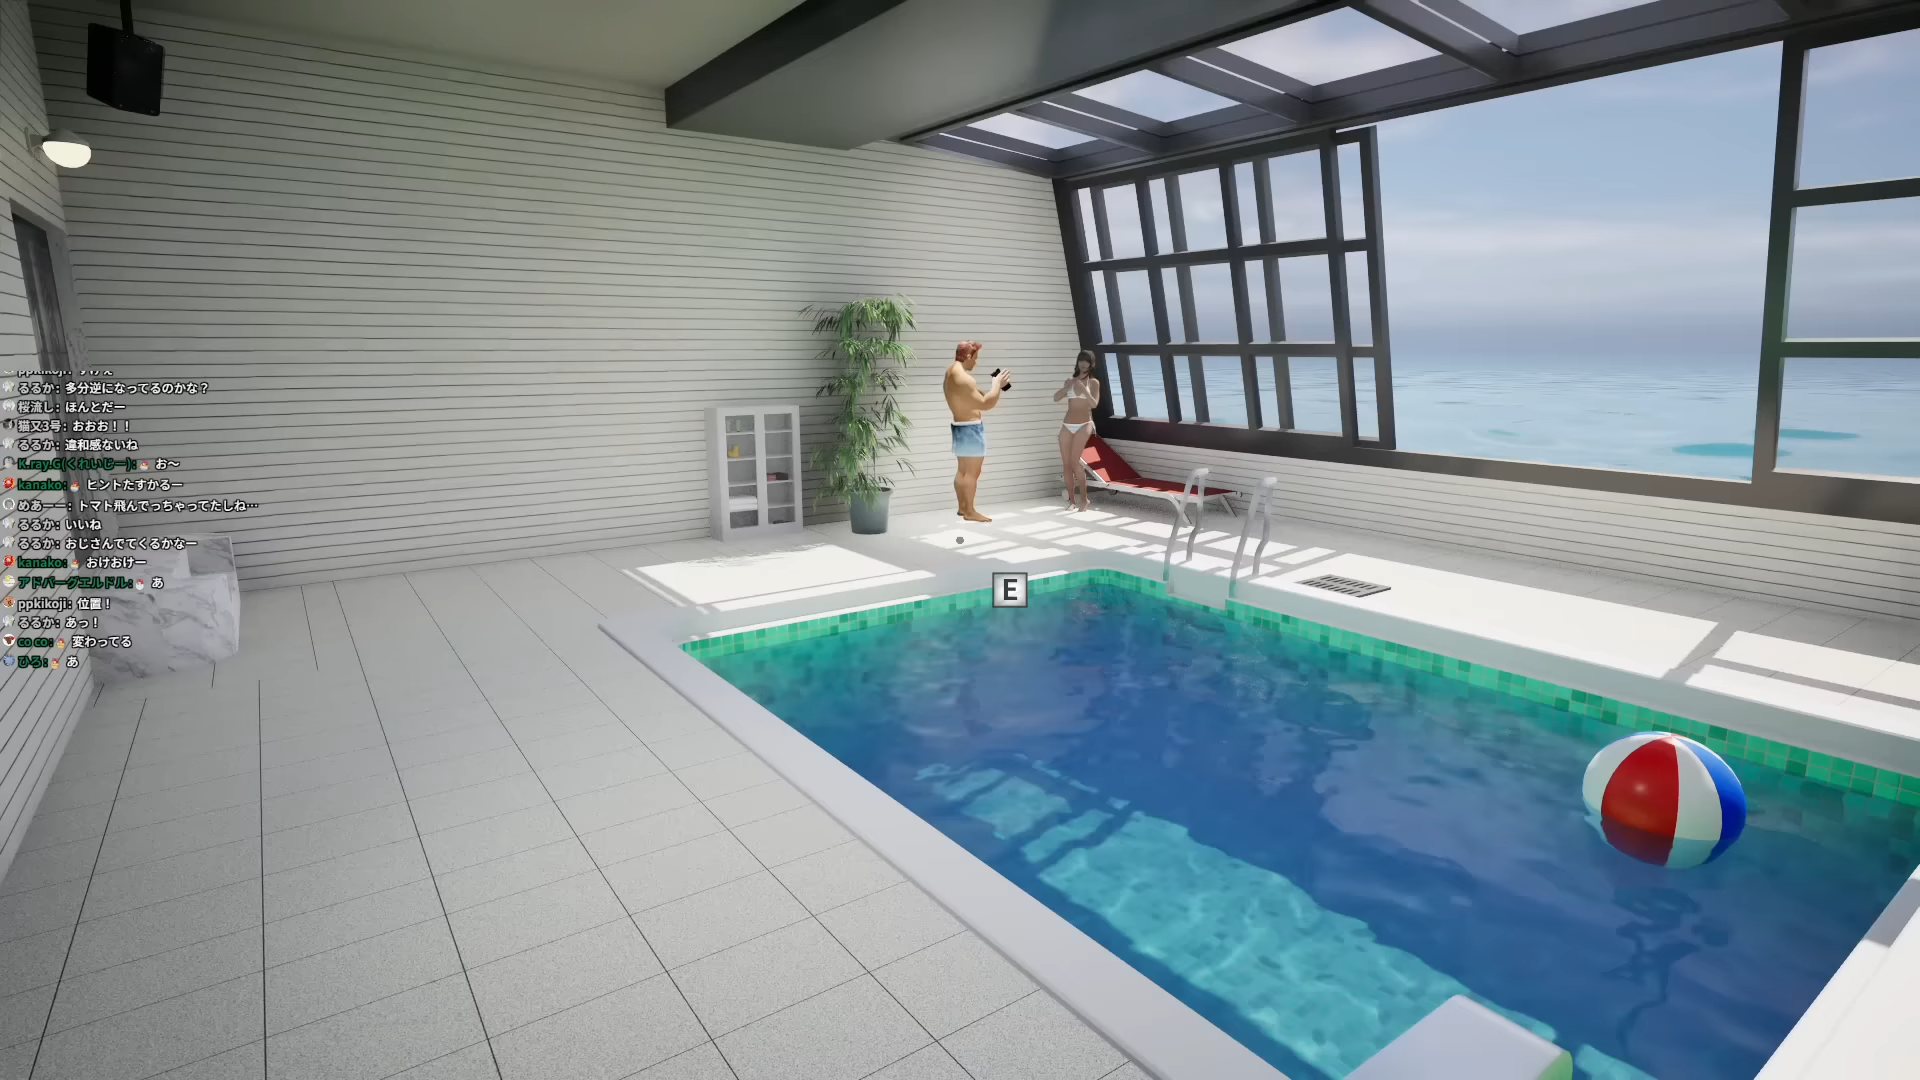 るるか: 多分逆になってるのかな？
桜流し: ほんとだー
猫又3号: おおお！！
るるか: 違和感ないね
K.ray.G(くれいじー): お〜
kanako: ヒントたすかるー
めあーー: トマト飛んでっちゃってたしね…
るるか: いいね
るるか: おじさんでてくるかなー
kanako: おけおけー
アドバーグエルドル: あ
ppkikoji: 位置！
るるか: あっ！
co co: 変わってる
ひろ: あ
E